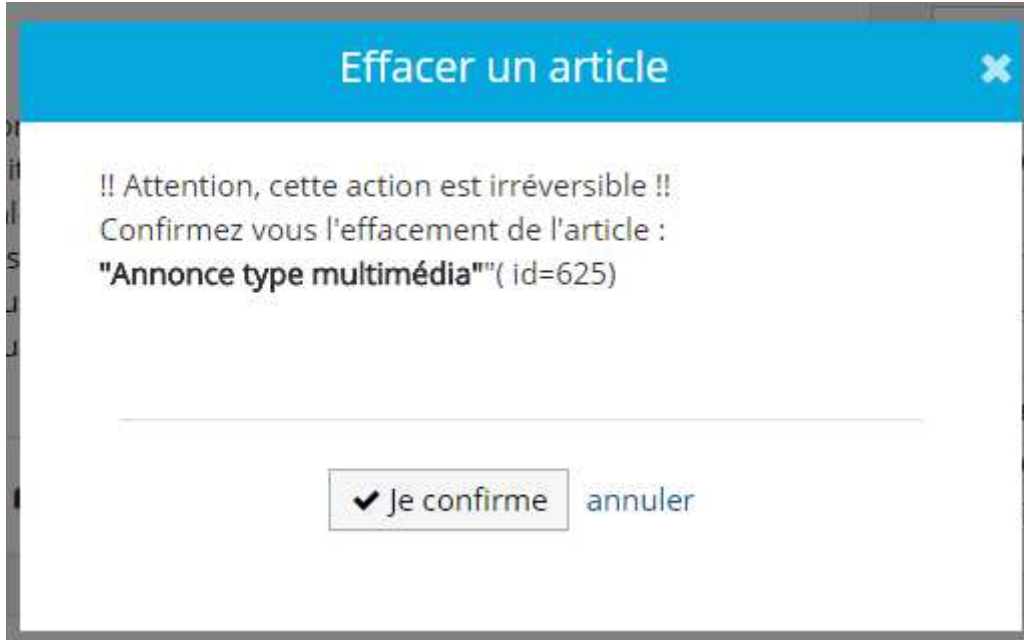 Effacer un article
!! Attention, cette action est irréversible !!
Confirmez vous l'effacement de l'article :
"Annonce type multimédia""( id=625)
Je confirme annuler